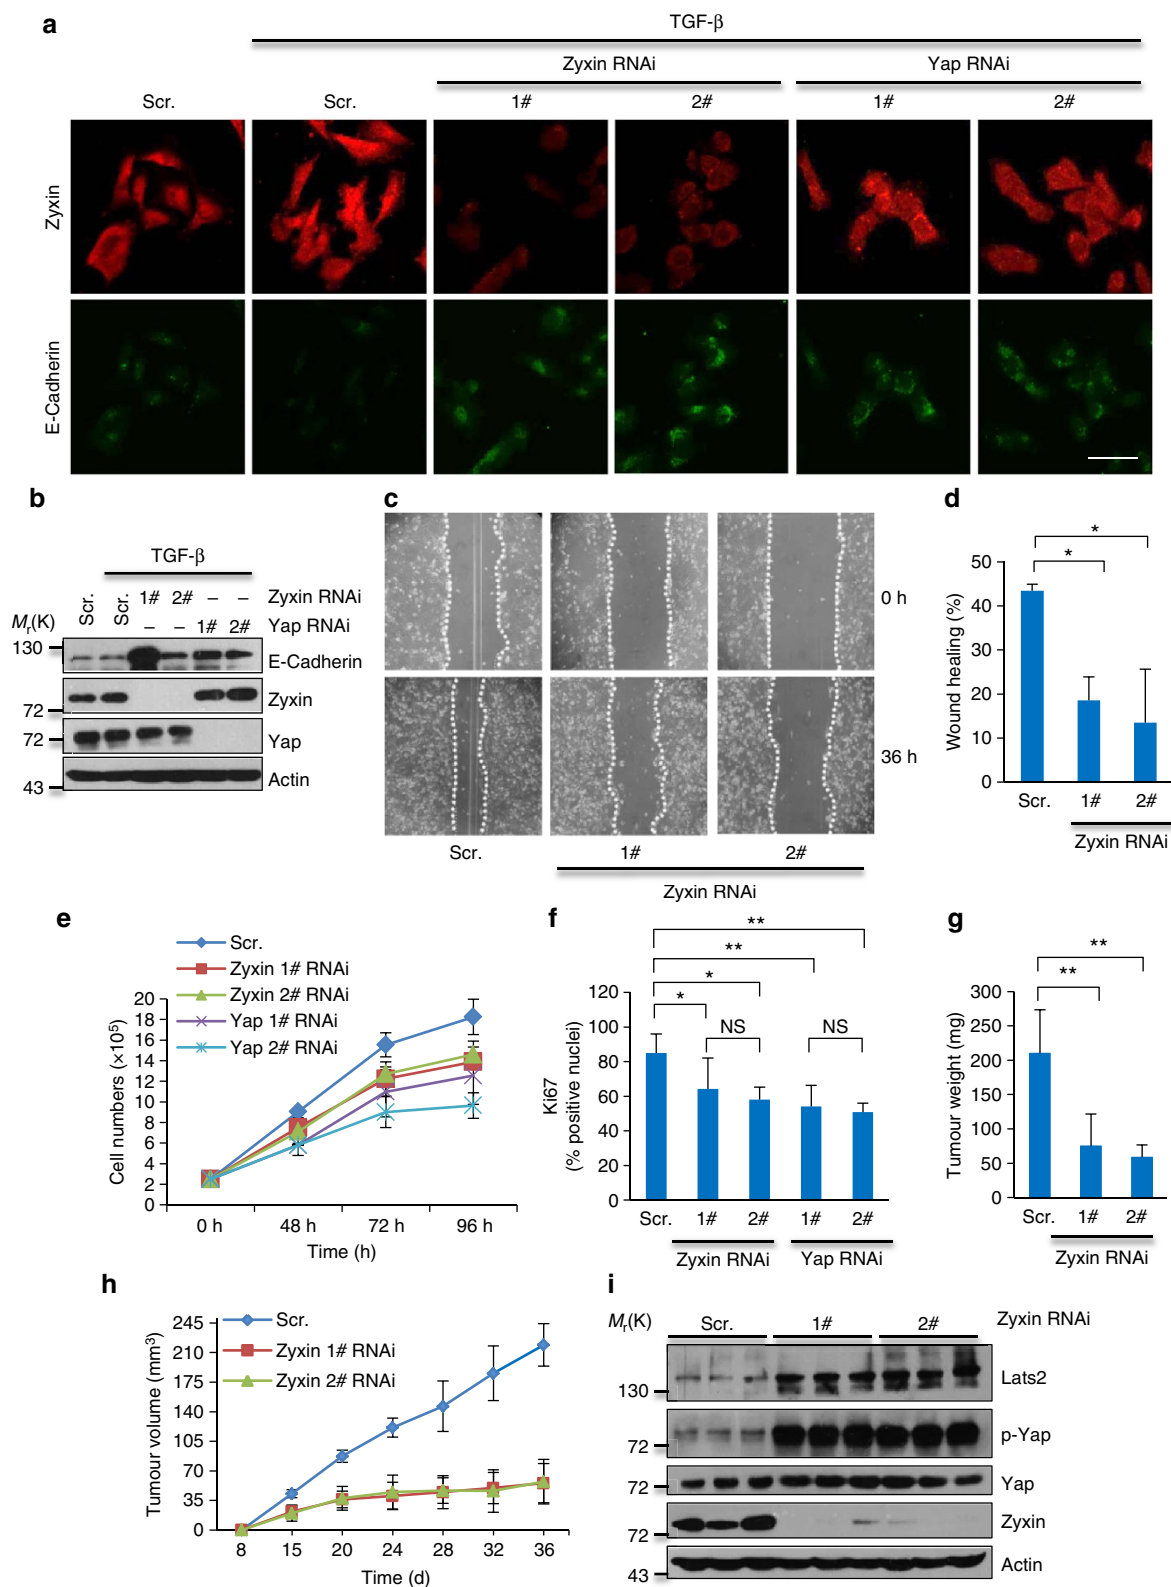 a
TGF-β
Zyxin RNAi
Yap RNAi
Scr.
Scr.
1#
2#
1#
2#
Zyxin
E-Cadherin
b
TGF-β
Scr.
Scr.
1# 2# – – Zyxin RNAi
– – 1# 2# Yap RNAi
Mr(K)
130
E-Cadherin
Zyxin
72
72
Yap
Actin
43
c
0 h
36 h
Scr.
1#
2#
Zyxin RNAi
d
*
*
Wound healing (%)
50
40
30
20
10
0
Scr.
1#
2#
Zyxin RNAi
e
Scr.
Zyxin 1# RNAi
Zyxin 2# RNAi
Yap 1# RNAi
Yap 2# RNAi
Cell numbers (×10⁵)
20
18
16
14
12
10
8
6
4
2
0
0 h
48 h
72 h
96 h
Time (h)
f
**
**
*
*
NS
NS
Ki67
(% positive nuclei)
120
100
80
60
40
20
0
Scr.
1#
2#
1#
2#
Zyxin RNAi
Yap RNAi
g
**
**
Tumour weight (mg)
300
250
200
150
100
50
0
Scr.
1#
2#
Zyxin RNAi
h
Scr.
Zyxin 1# RNAi
Zyxin 2# RNAi
Tumour volume (mm³)
245
210
175
140
105
70
35
0
8
15
20
24
28
32
36
Time (d)
i
Mr(K)
Scr.
1#
2#
Zyxin RNAi
Lats2
130
p-Yap
72
Yap
72
Zyxin
72
Actin
43